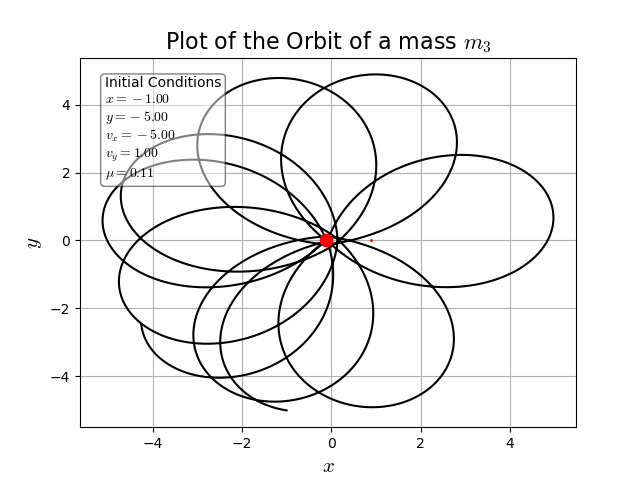 Plot of the Orbit of a mass m₃
Initial Conditions
x = −1.00
y = −5.00
vₓ = −5.00
v_y = 1.00
μ = 0.11
4
2
0
−2
−4
y
−4
−2
0
2
4
x